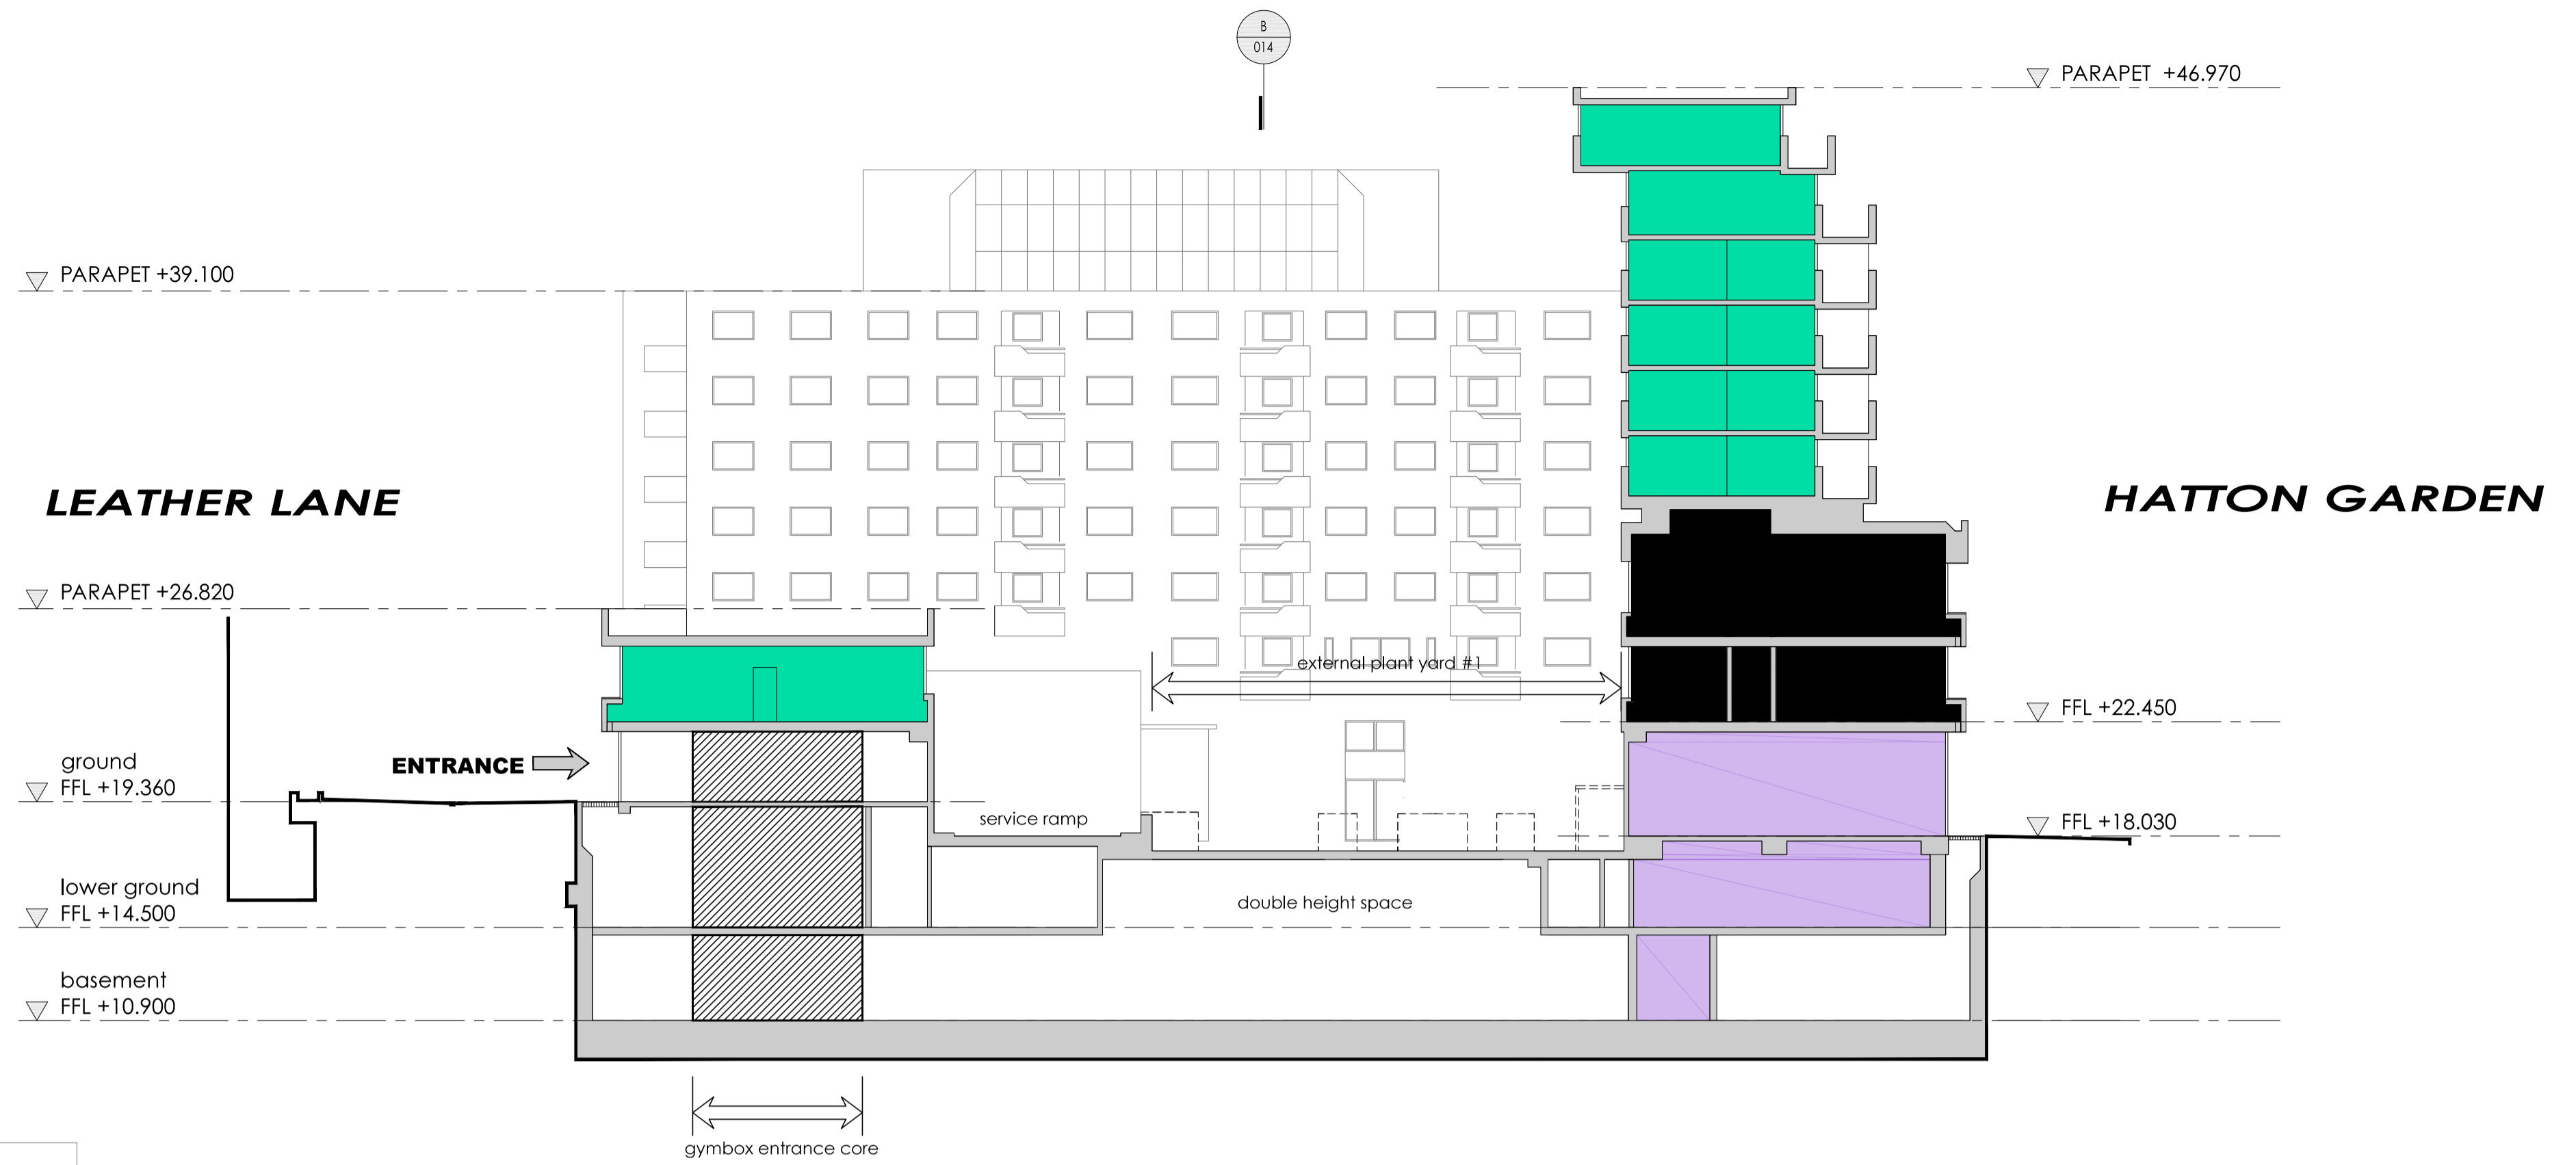 B
014
PARAPET +46.970
PARAPET +39.100
LEATHER LANE
HATTON GARDEN
PARAPET +26.820
external plant yard #1
FFL +22.450
ground
FFL +19.360
ENTRANCE
service ramp
FFL +18.030
lower ground
FFL +14.500
double height space
basement
FFL +10.900
gymbox entrance core